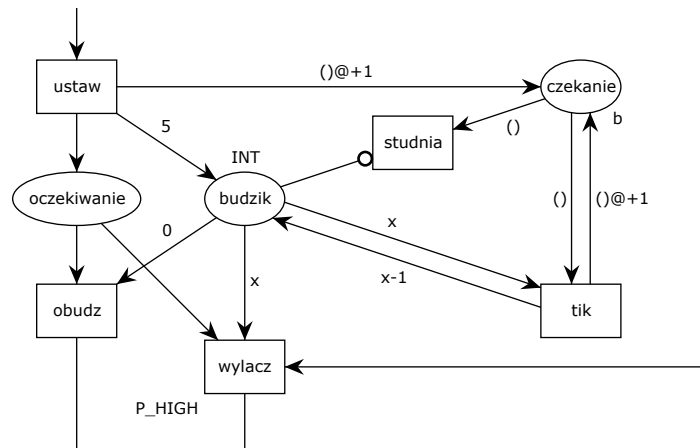 ()@+1
ustaw
czekanie
5
()
b
studnia
INT
oczekiwanie
budzik
()
()@+1
0
x
x-1
x
obudz
tik
wylacz
P_HIGH